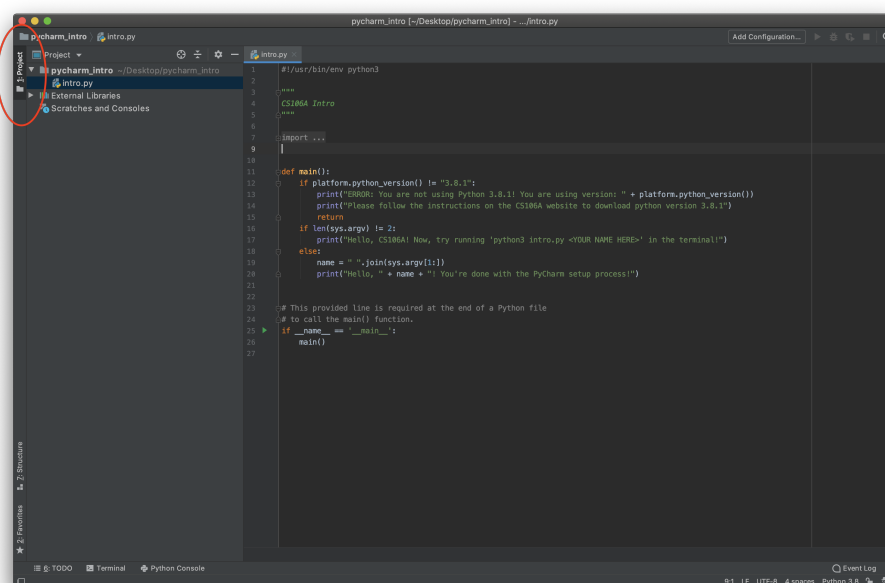 pycharm_intro [~/Desktop/pycharm_intro] - .../intro.py
pycharm_intro intro.py
Add Configuration...
1: Project
Project
pycharm_intro ~/Desktop/pycharm_intro
intro.py
External Libraries
Scratches and Consoles
Z: Structure
2: Favorites
intro.py
1 #!/usr/bin/env python3
2
3 """
4 CS106A Intro
5 """
6
7 import ...
9
10
11 def main():
12     if platform.python_version() != "3.8.1":
13         print("ERROR: You are not using Python 3.8.1! You are using version: " + platform.python_version())
14         print("Please follow the instructions on the CS106A website to download python version 3.8.1")
15         return
16     if len(sys.argv) != 2:
17         print("Hello, CS106A! Now, try running 'python3 intro.py <YOUR NAME HERE>' in the terminal!")
18     else:
19         name = " ".join(sys.argv[1:])
20         print("Hello, " + name + "! You're done with the PyCharm setup process!")
21
22
23 # This provided line is required at the end of a Python file
24 # to call the main() function.
25 if __name__ == '__main__':
26     main()
27
6: TODO Terminal Python Console Event Log
9:1 LF UTF-8 4 spaces Python 3.8